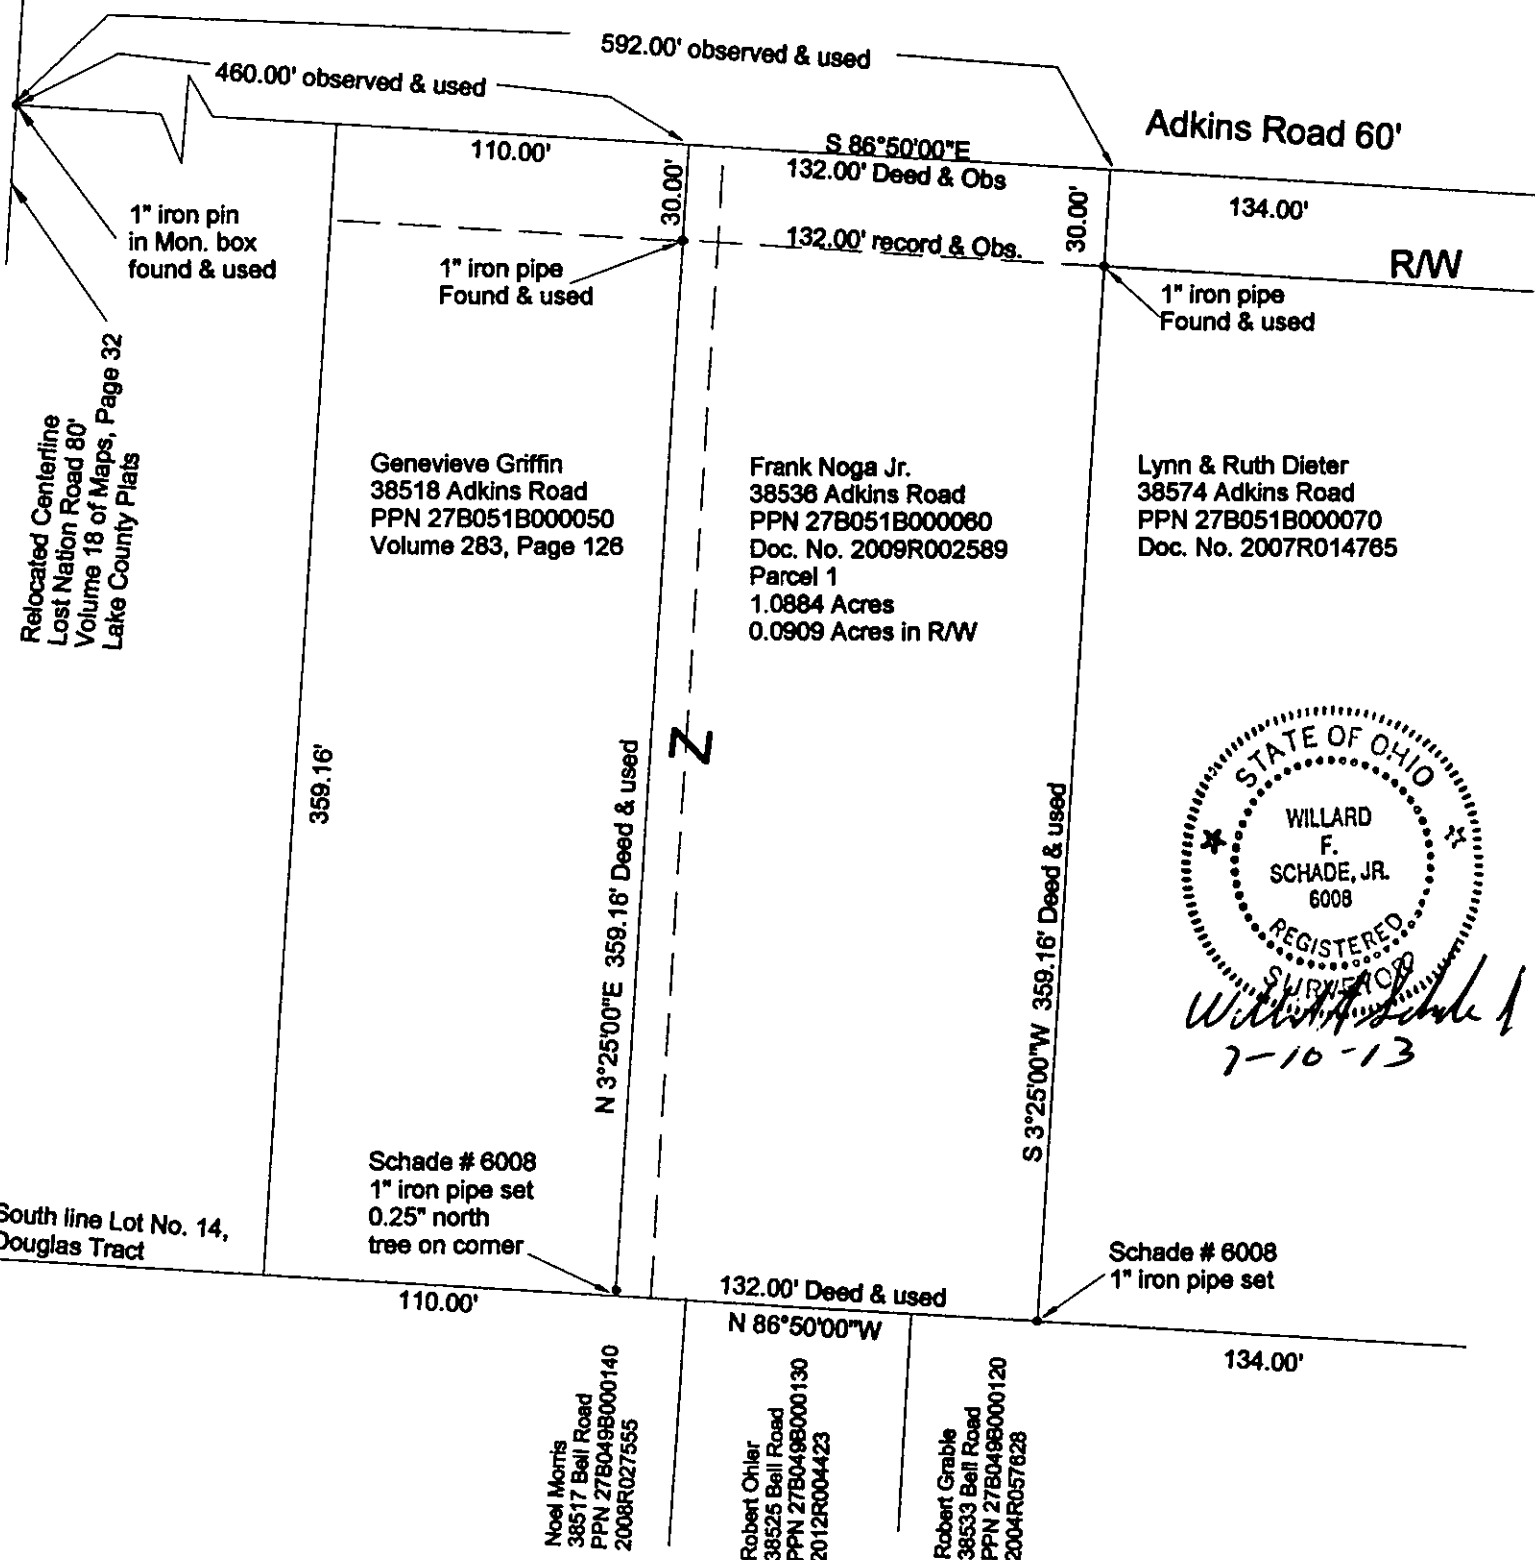 592.00' observed & used
460.00' observed & used
Adkins Road 60'
S 86°50'00"E
110.00'
132.00' Deed & Obs
30.00'
30.00'
134.00'
1" iron pin
in Mon. box
found & used
132.00' record & Obs.
R/W
1" iron pipe
Found & used
1" iron pipe
Found & used
Relocated Centerline
Lost Nation Road 80'
Volume 18 of Maps, Page 32
Lake County Plats
Genevieve Griffin
38518 Adkins Road
PPN 27B051B000050
Volume 283, Page 126
Frank Noga Jr.
38536 Adkins Road
PPN 27B051B000060
Doc. No. 2009R002589
Parcel 1
1.0884 Acres
0.0909 Acres in R/W
Lynn & Ruth Dieter
38574 Adkins Road
PPN 27B051B000070
Doc. No. 2007R014765
359.16'
N 3°25'00"E 359.16' Deed & used
N
S 3°25'00"W 359.16' Deed & used
STATE OF OHIO
WILLARD
F.
SCHADE, JR.
6008
REGISTERED
SURVEYOR
7-10-13
Schade # 6008
1" iron pipe set
0.25" north
tree on corner
South line Lot No. 14,
Douglas Tract
Schade # 6008
1" iron pipe set
110.00'
132.00' Deed & used
N 86°50'00"W
134.00'
Noel Morris
38517 Bell Road
PPN 27B049B000140
2008R027555
Robert Ohlar
38525 Bell Road
PPN 27B049B000130
2012R004423
Robert Grable
38533 Bell Road
PPN 27B049B000120
2004R057628